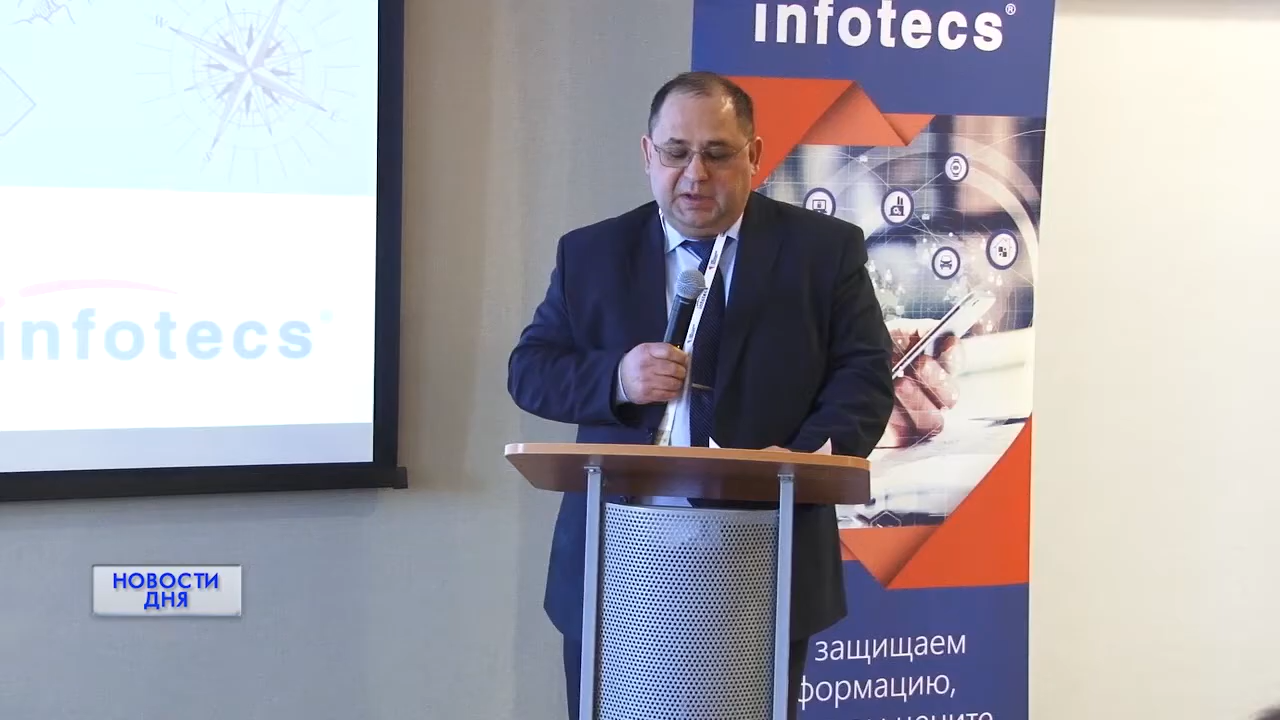 infotecs®
infotecs
НОВОСТИ
ДНЯ
защищаем
формацию,